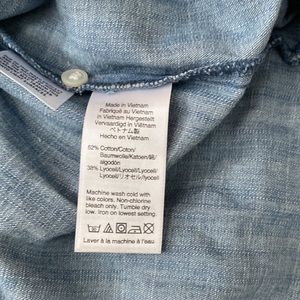 Made in Vietnam
Fabriqué au Vietnam
In Vietnam Hergestellt
Vervaardigd in Vietnam
ベトナム製
Hecho en Vietnam
62% Cotton/Coton/
Baumwolle/Katoen/綿/
algodón
38% Lyocell/Lyocell/Lyocell/
Lyocell/リオセル/Lyocell
Machine wash cold with
like colors. Non-chlorine
bleach only. Tumble dry
low. Iron on lowest setting.
Laver à la machine à l'eau